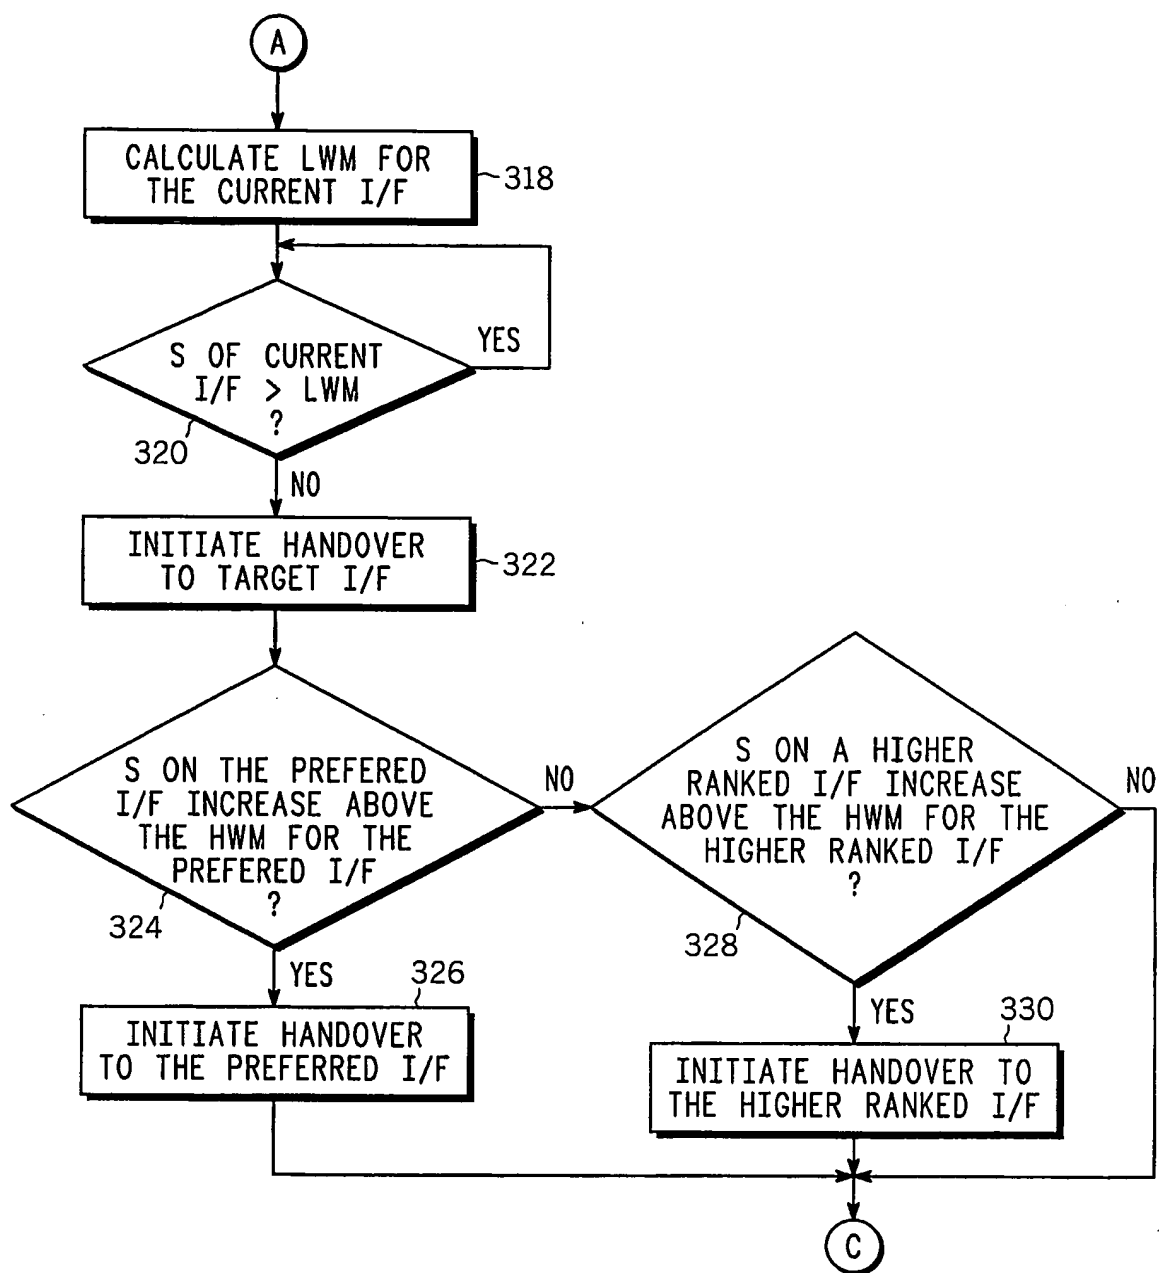 A
CALCULATE LWM FOR
THE CURRENT I/F
318
S OF CURRENT
I/F > LWM
?
YES
320
NO
INITIATE HANDOVER
TO TARGET I/F
322
S ON THE PREFERED
I/F INCREASE ABOVE
THE HWM FOR THE
PREFERED I/F
?
324
NO
S ON A HIGHER
RANKED I/F INCREASE
ABOVE THE HWM FOR THE
HIGHER RANKED I/F
?
328
NO
YES
326
INITIATE HANDOVER
TO THE PREFERRED I/F
YES
330
INITIATE HANDOVER TO
THE HIGHER RANKED I/F
C